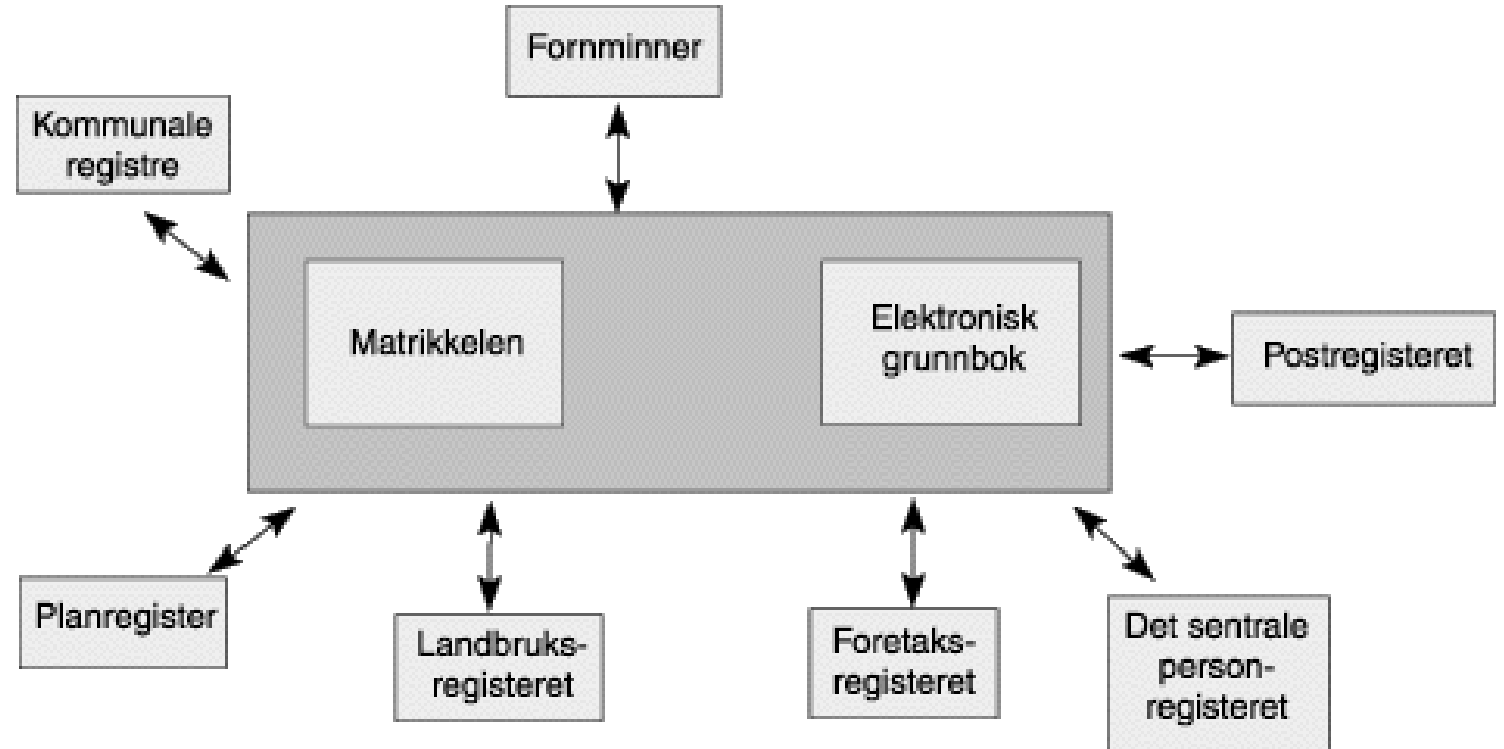 Fornminner
Kommunale
registre
Matrikkelen
Elektronisk
grunnbok
Postregisteret
Planregister
Landbruks-
registeret
Foretaks-
registeret
Det sentrale
person-
registeret